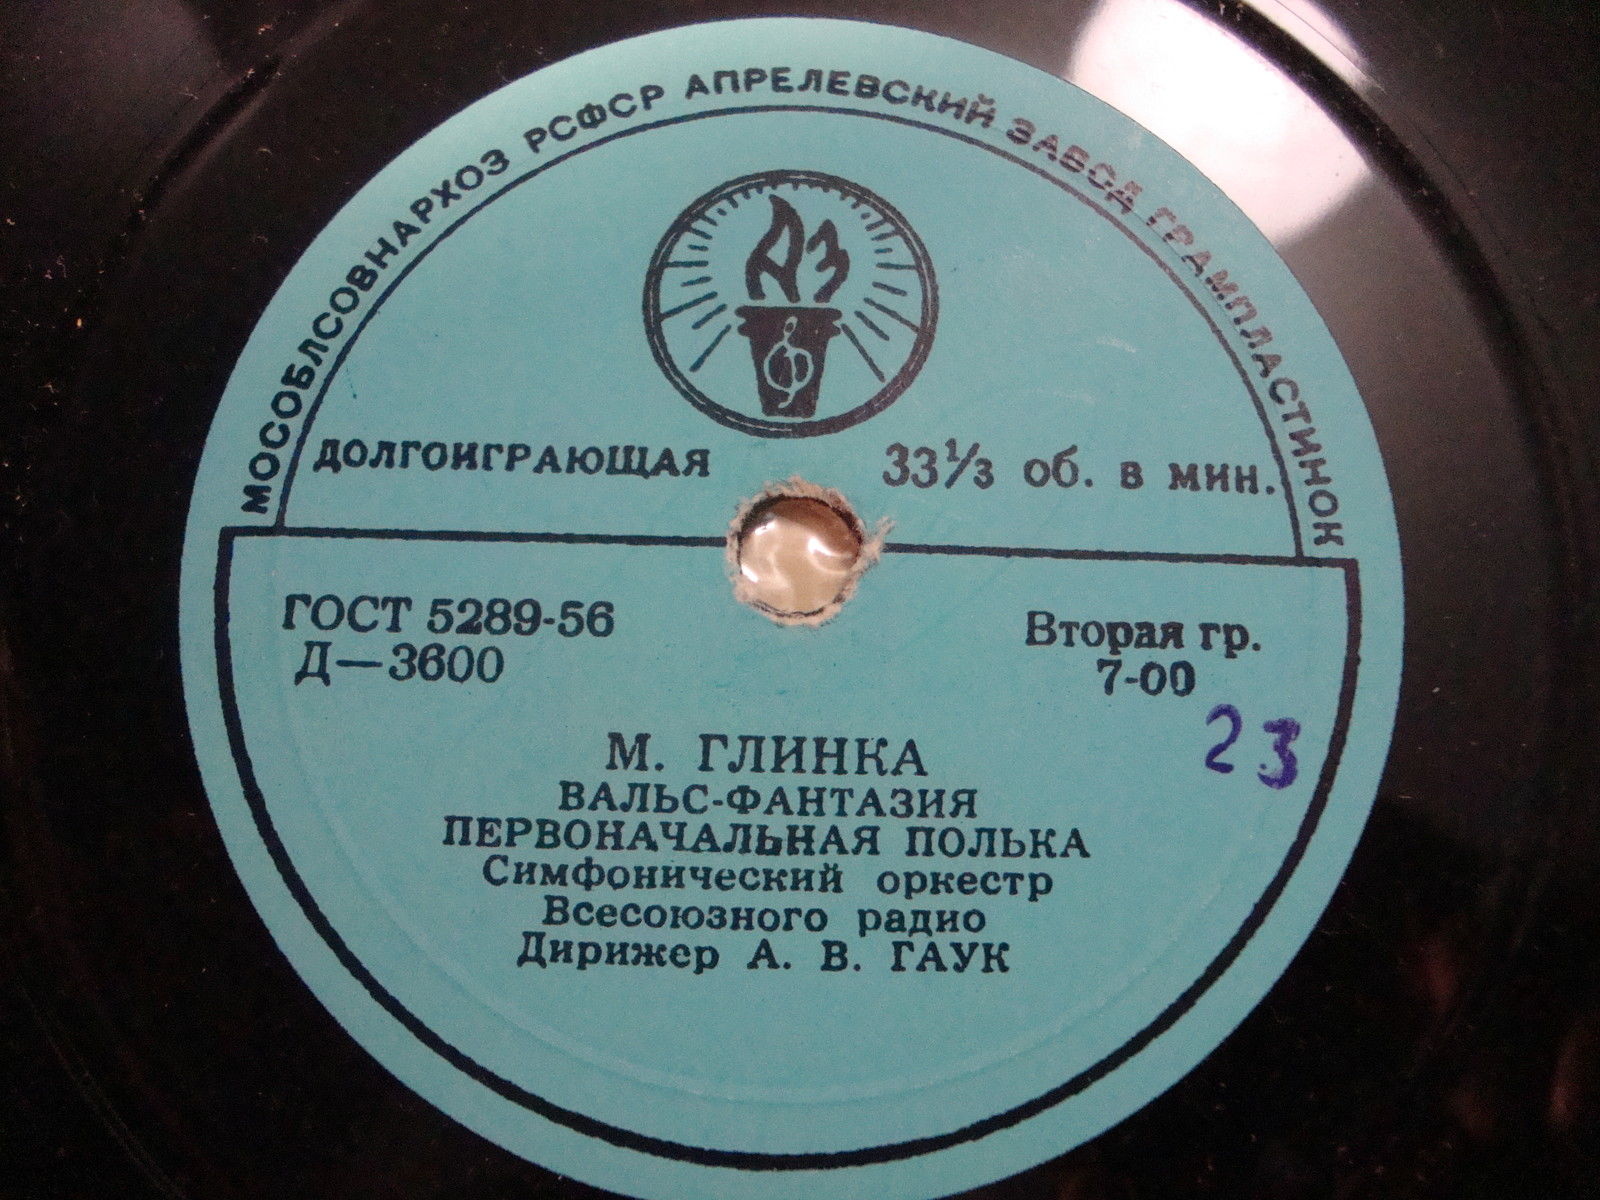 МОСОБЛСОВНАРХОЗ РСФСР АПРЕЛЕВСКИЙ ЗАВОД ГРАМПЛАСТИНОК
АЗ
ДОЛГОИГРАЮЩАЯ 33⅓ об. в мин.
ГОСТ 5289-56 Вторая гр.
Д—3600 7-00
23
М. ГЛИНКА
ВАЛЬС-ФАНТАЗИЯ
ПЕРВОНАЧАЛЬНАЯ ПОЛЬКА
Симфонический оркестр
Всесоюзного радио
Дирижер А. В. ГАУК